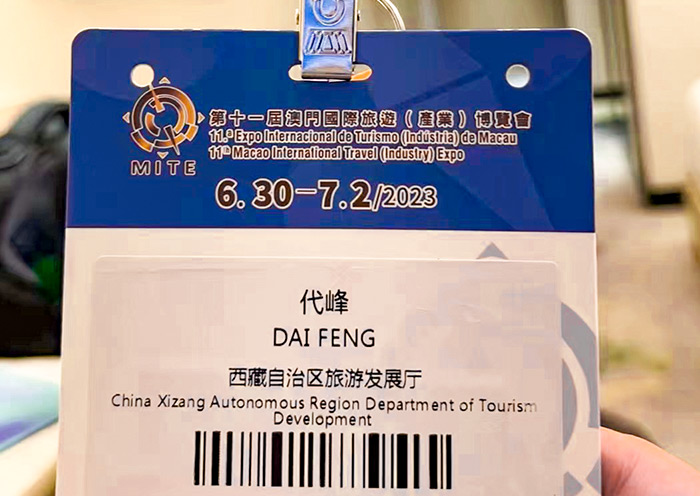 第十一屆澳門國際旅遊（產業）博覽會
11.ª Expo Internacional de Turismo (Indústria) de Macau
11th Macao International Travel (Industry) Expo
MITE
6.30-7.2/2023
代峰
DAI FENG
西藏自治区旅游发展厅
China Xizang Autonomous Region Department of Tourism
Development